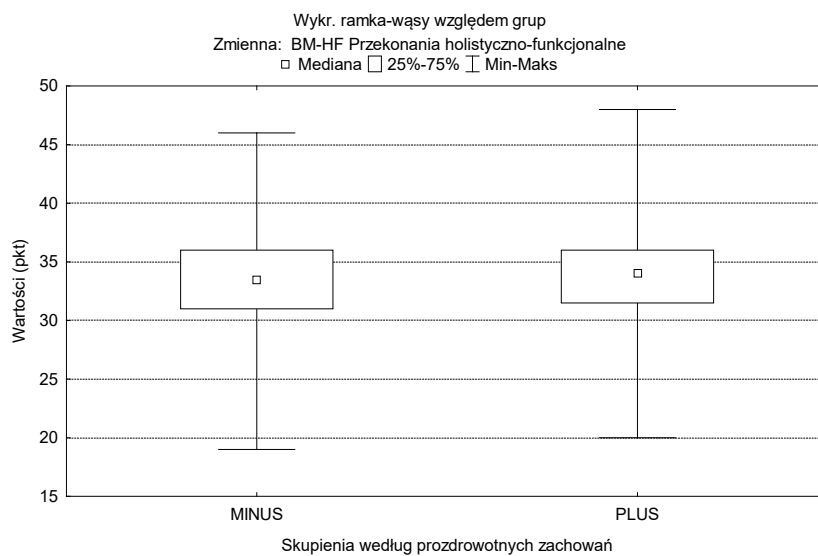 Wykr. ramka-wąsy względem grup
Zmienna: BM-HF Przekonania holistyczno-funkcjonalne
Mediana 25%-75% Min-Maks
50
45
40
35
30
25
20
15
Wartości (pkt)
MINUS PLUS
Skupienia według prozdrowotnych zachowań